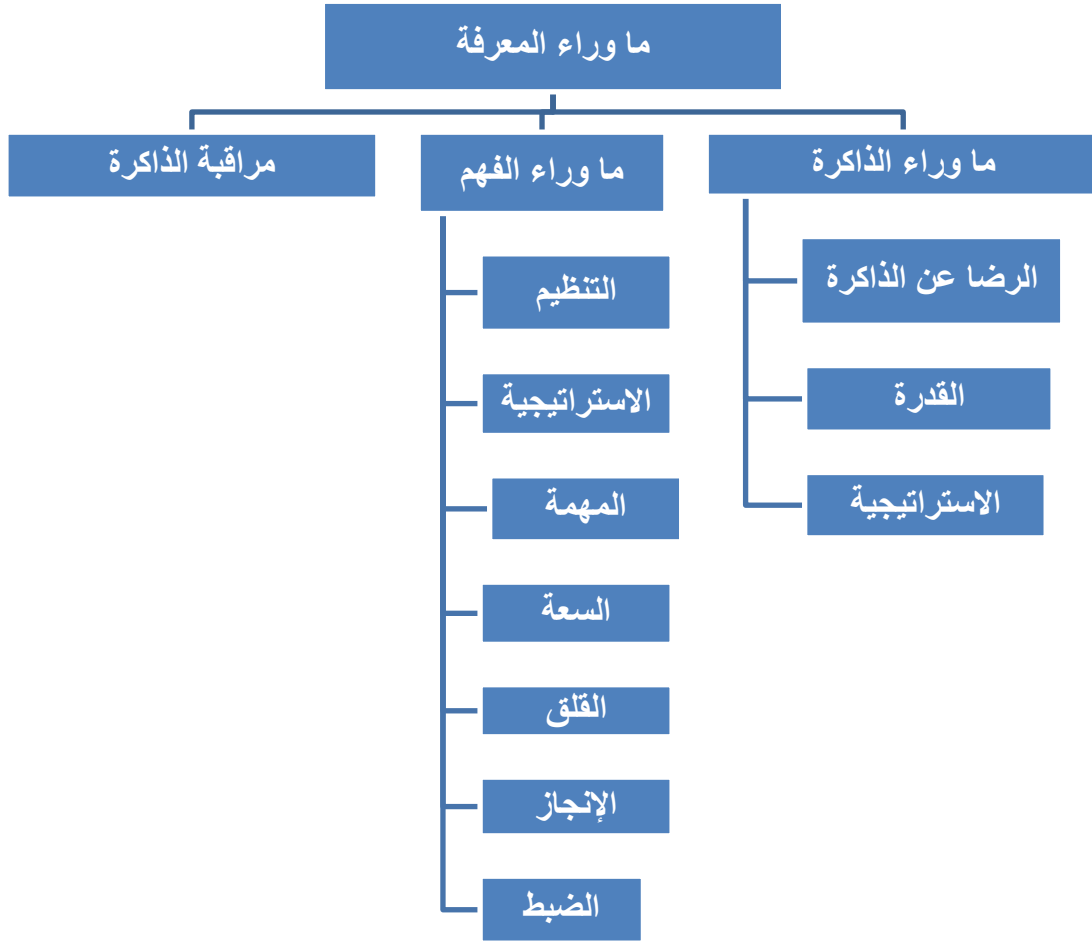 ما وراء المعرفة
ما وراء الذاكرة
ما وراء الفهم
مراقبة الذاكرة
الرضا عن الذاكرة
القدرة
الاستراتيجية
التنظيم
الاستراتيجية
المهمة
السعة
القلق
الإنجاز
الضبط